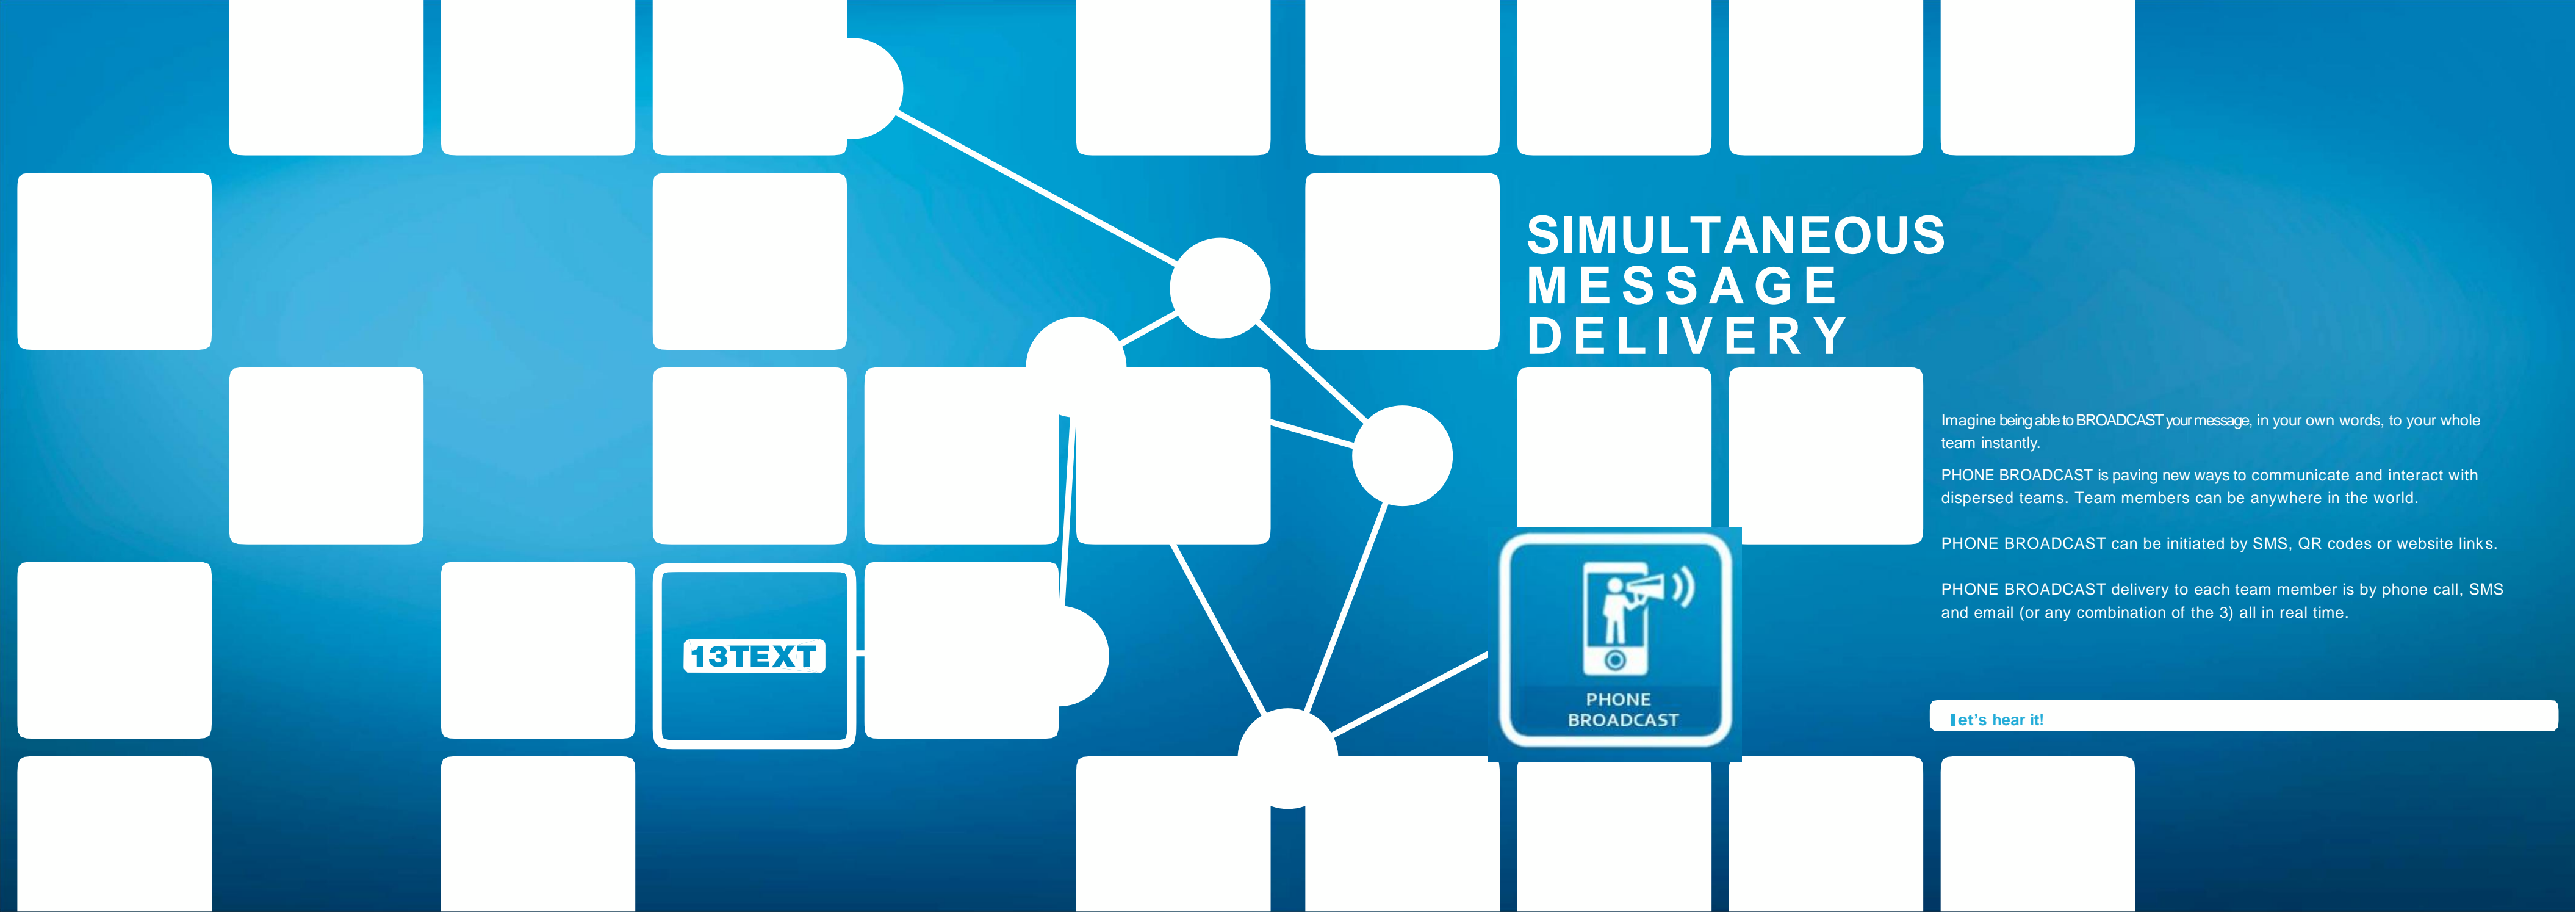 SIMULTANEOUS
MESSAGE
DELIVERY
Imagine being able to BROADCAST your message, in your own words, to your whole
team instantly.
PHONE BROADCAST is paving new ways to communicate and interact with
dispersed teams. Team members can be anywhere in the world.
PHONE BROADCAST can be initiated by SMS, QR codes or website links.
PHONE BROADCAST delivery to each team member is by phone call, SMS
and email (or any combination of the 3) all in real time.
13TEXT
PHONE
BROADCAST
let's hear it!